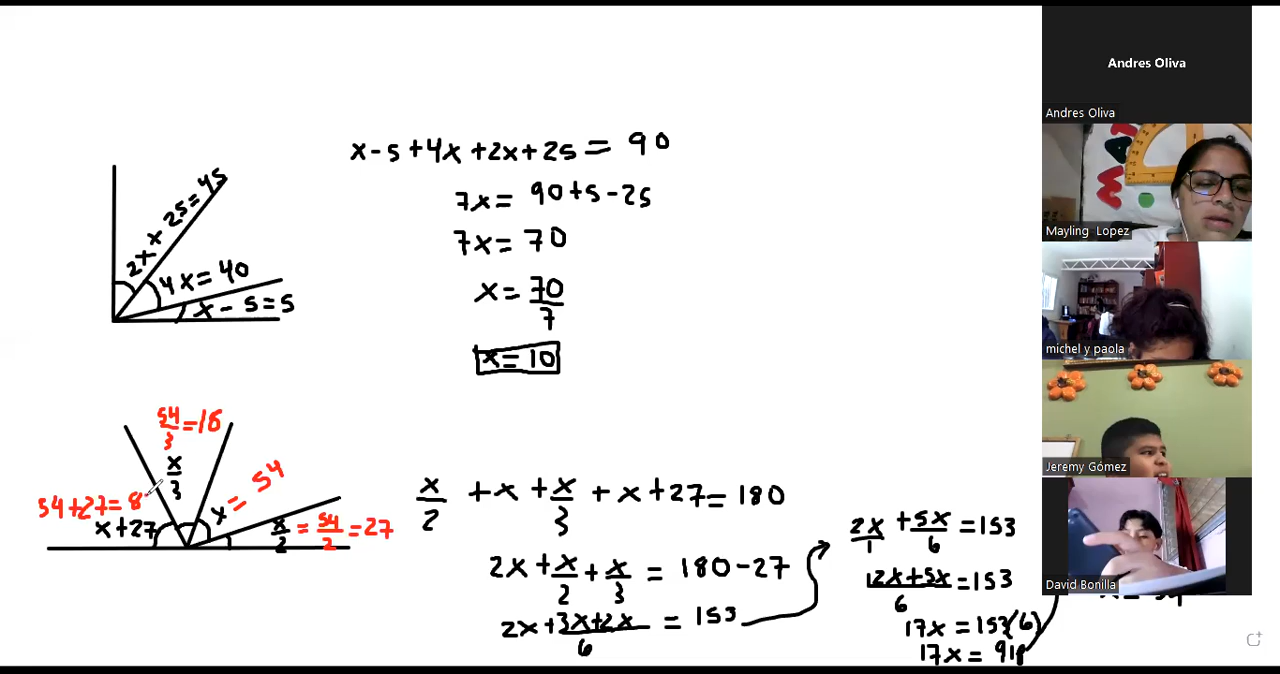 x - 5 + 4x + 2x + 25 = 90
7x = 90 + 5 - 25
7x = 70
x = 70/7
x = 10
2x + 25 = 45
4x = 40
x - 5 = 5
54/3 = 18
x/3
54 + 27 = 8
x + 27
x = 54
x/2 = 54/2 = 27
x/2 + x + x/3 + x + 27 = 180
2x + x/2 + x/3 = 180 - 27
2x + 3x+2x/6 = 153
2x/1 + 5x/6 = 153
12x+5x/6 = 153
17x = 153(6)
17x = 918
Andres Oliva
Andres Oliva
Mayling Lopez
michel y paola
Jeremy Gómez
David Bonilla